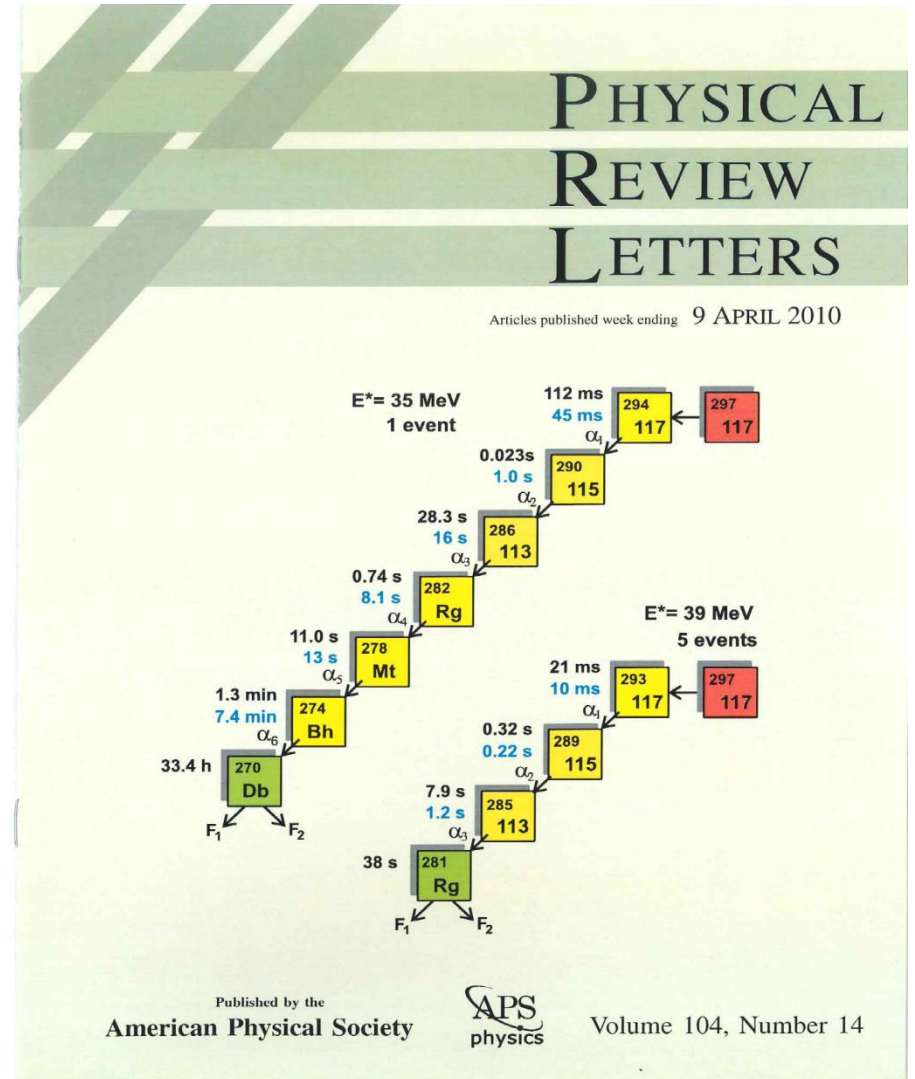 PHYSICAL
REVIEW
LETTERS
Articles published week ending 9 APRIL 2010
E*= 35 MeV
1 event
112 ms
45 ms
α₁
294
117
297
117
0.023s
1.0 s
α₂
290
115
28.3 s
16 s
α₃
286
113
0.74 s
8.1 s
α₄
282
Rg
11.0 s
13 s
α₅
278
Mt
1.3 min
7.4 min
α₆
274
Bh
33.4 h
270
Db
F₁
F₂
E*= 39 MeV
5 events
21 ms
10 ms
α₁
293
117
297
117
0.32 s
0.22 s
α₂
289
115
7.9 s
1.2 s
α₃
285
113
38 s
281
Rg
F₁
F₂
Published by the
American Physical Society
APS
physics
Volume 104, Number 14